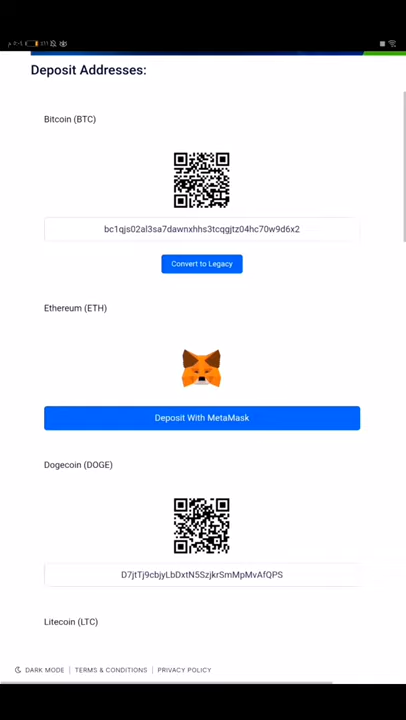 Deposit Addresses:
Bitcoin (BTC)
bc1qjs02al3sa7dawnxhhs3tcqgjtz04hc70w9d6x2
Convert to Legacy
Ethereum (ETH)
Deposit With MetaMask
Dogecoin (DOGE)
D7jtTj9cbjyLbDxtN5SzjkrSmMpMvAfQPS
Litecoin (LTC)
DARK MODE | TERMS & CONDITIONS | PRIVACY POLICY